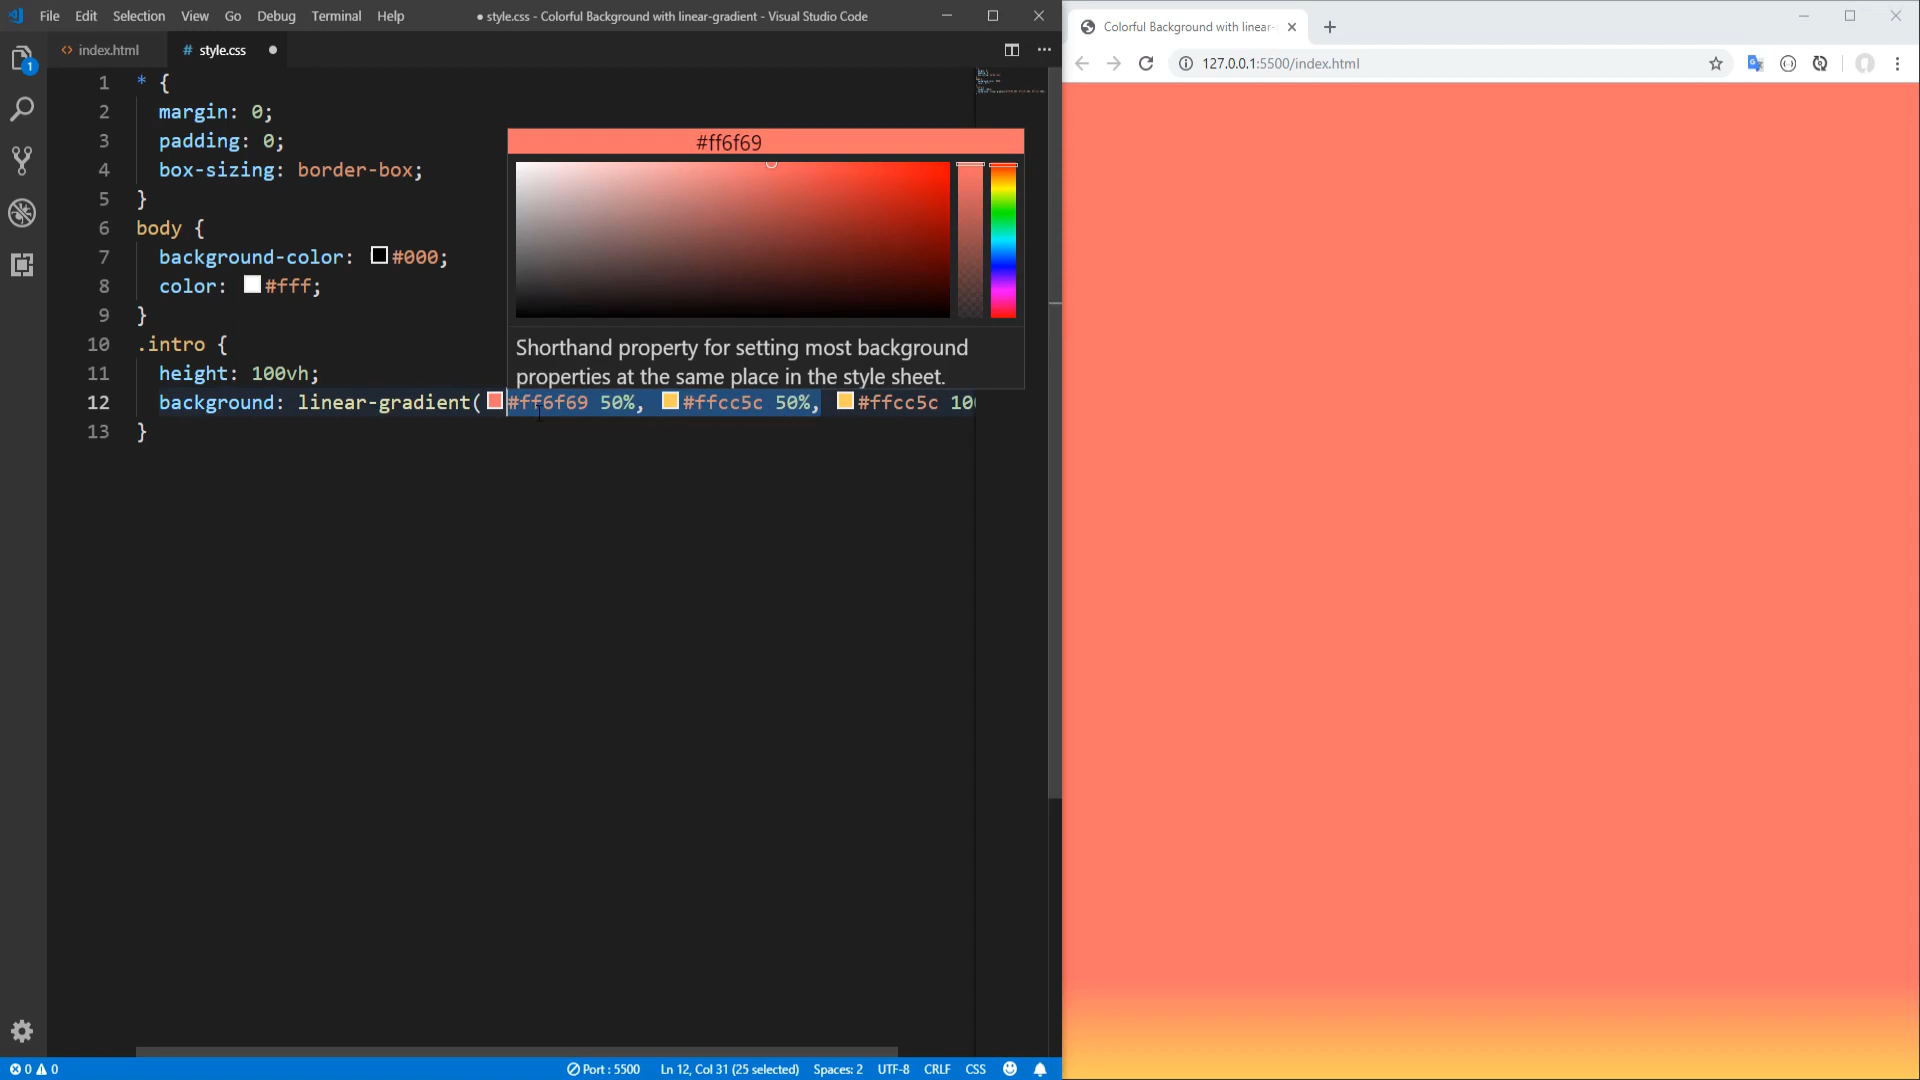 File Edit Selection View Go Debug Terminal Help
● style.css - Colorful Background with linear-gradient - Visual Studio Code
index.html
# style.css
1 * {
2 margin: 0;
3 padding: 0;
4 box-sizing: border-box;
5 }
6 body {
7 background-color: #000;
8 color: #fff;
9 }
10 .intro {
11 height: 100vh;
12 background: linear-gradient(#ff6f69 50%, #ffcc5c 50%, #ffcc5c 100
13 }
#ff6f69
Shorthand property for setting most background
properties at the same place in the style sheet.
1
0 0
Port : 5500 Ln 12, Col 31 (25 selected) Spaces: 2 UTF-8 CRLF CSS
Colorful Background with linear-
127.0.0.1:5500/index.html